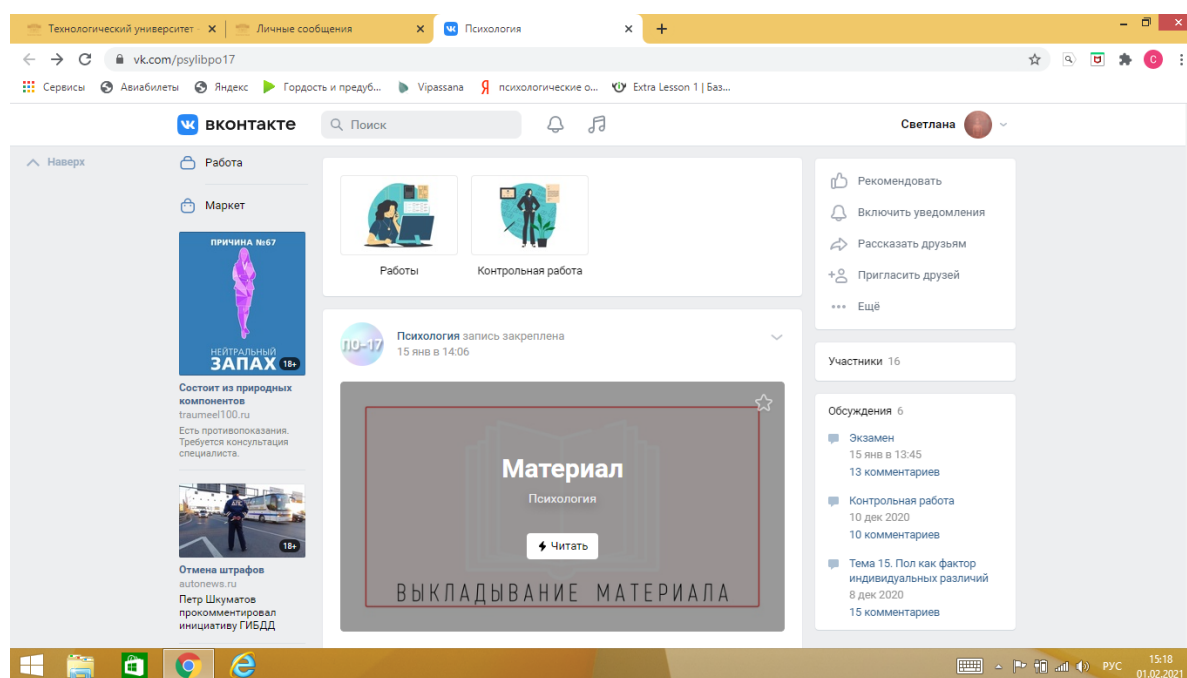 Технологический университет -
Личные сообщения
Психология
vk.com/psylibpo17
Сервисы
Авиабилеты
Яндекс
Гордость и предуб...
Vipassana
психологические о...
Extra Lesson 1 | Баз...
вконтакте
Поиск
Светлана
Наверх
Работа
Маркет
ПРИЧИНА №67
НЕЙТРАЛЬНЫЙ
ЗАПАХ 18+
Состоит из природных
компонентов
traumeel100.ru
Есть противопоказания.
Требуется консультация
специалиста.
18+
Отмена штрафов
autonews.ru
Петр Шкуматов
прокомментировал
инициативу ГИБДД
Работы
Контрольная работа
ПО-17
Психология запись закреплена
15 янв в 14:06
Материал
Психология
Читать
ВЫКЛАДЫВАНИЕ МАТЕРИАЛА
Рекомендовать
Включить уведомления
Рассказать друзьям
Пригласить друзей
Ещё
Участники 16
Обсуждения 6
Экзамен
15 янв в 13:45
13 комментариев
Контрольная работа
10 дек 2020
10 комментариев
Тема 15. Пол как фактор
индивидуальных различий
8 дек 2020
15 комментариев
РУС
15:18
01.02.2021